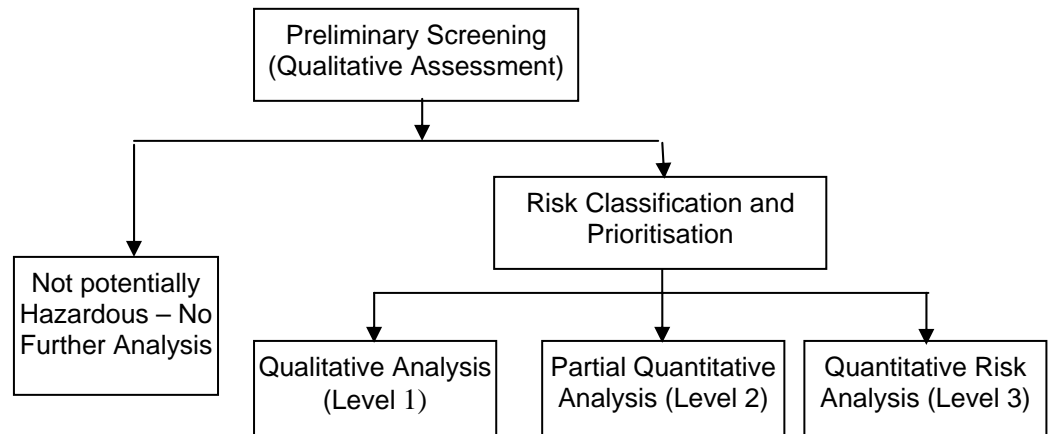 Preliminary Screening
(Qualitative Assessment)
Risk Classification and
Prioritisation
Not potentially
Hazardous – No
Further Analysis
Qualitative Analysis
(Level 1)
Partial Quantitative
Analysis (Level 2)
Quantitative Risk
Analysis (Level 3)